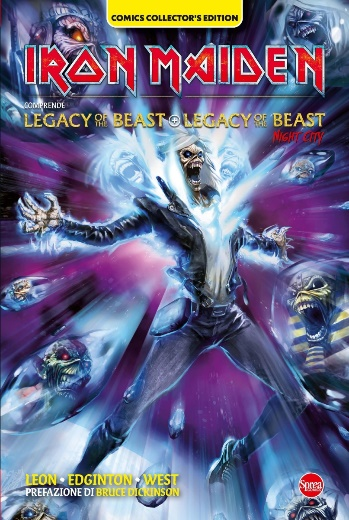 COMICS COLLECTOR'S EDITION
IRON MAIDEN
COMPRENDE
LEGACY OF THE BEAST + LEGACY OF THE BEAST
NIGHT CITY
LEON • EDGINTON • WEST
PREFAZIONE DI BRUCE DICKINSON
Sprea